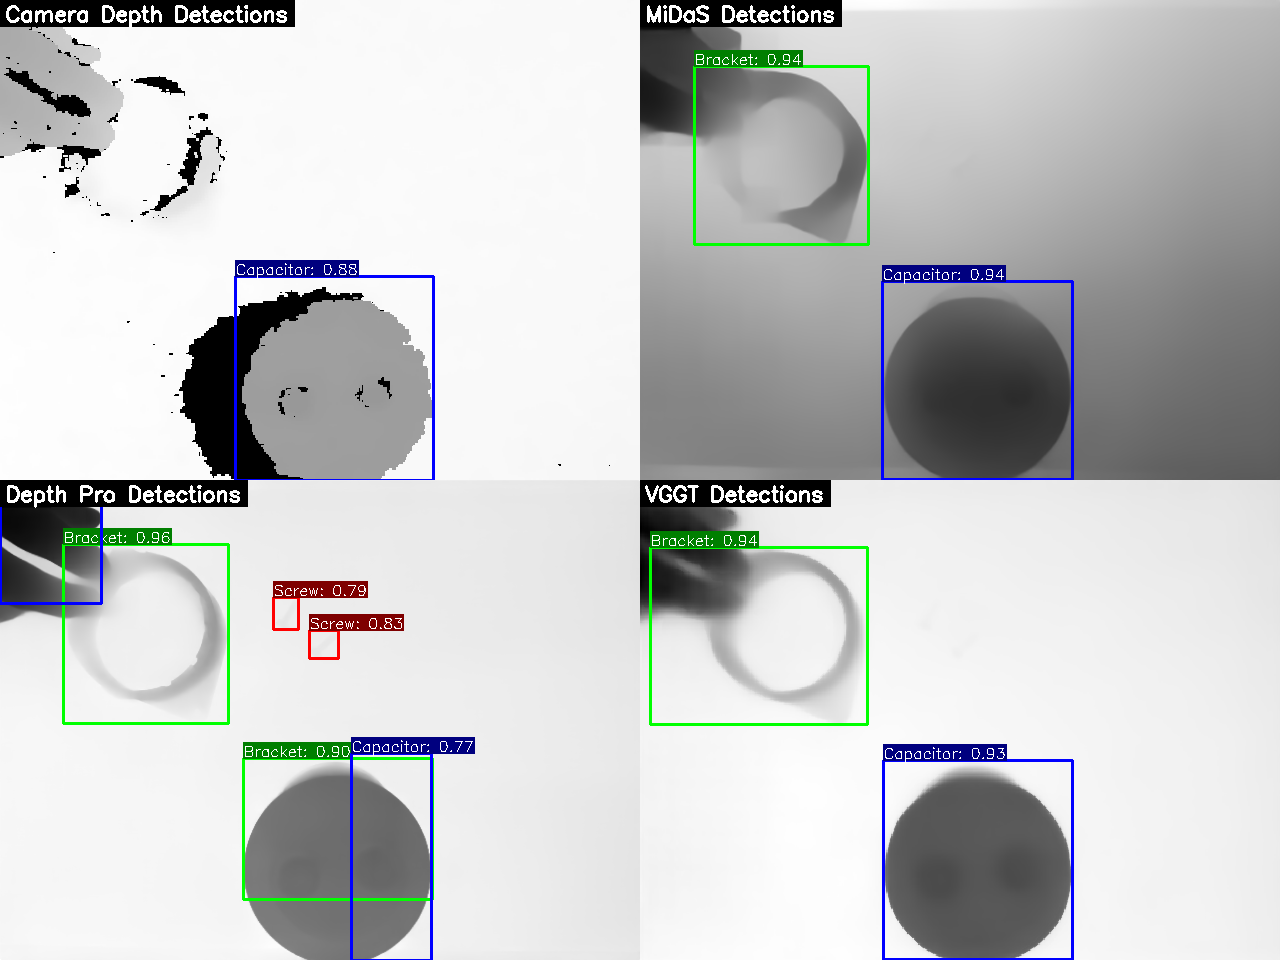 Camera Depth Detections
MiDaS Detections
Bracket: 0.94
Capacitor: 0.88
Capacitor: 0.94
Depth Pro Detections
VGGT Detections
Bracket: 0.96
Bracket: 0.94
Screw: 0.79
Screw: 0.83
Bracket: 0.90
Capacitor: 0.77
Capacitor: 0.93